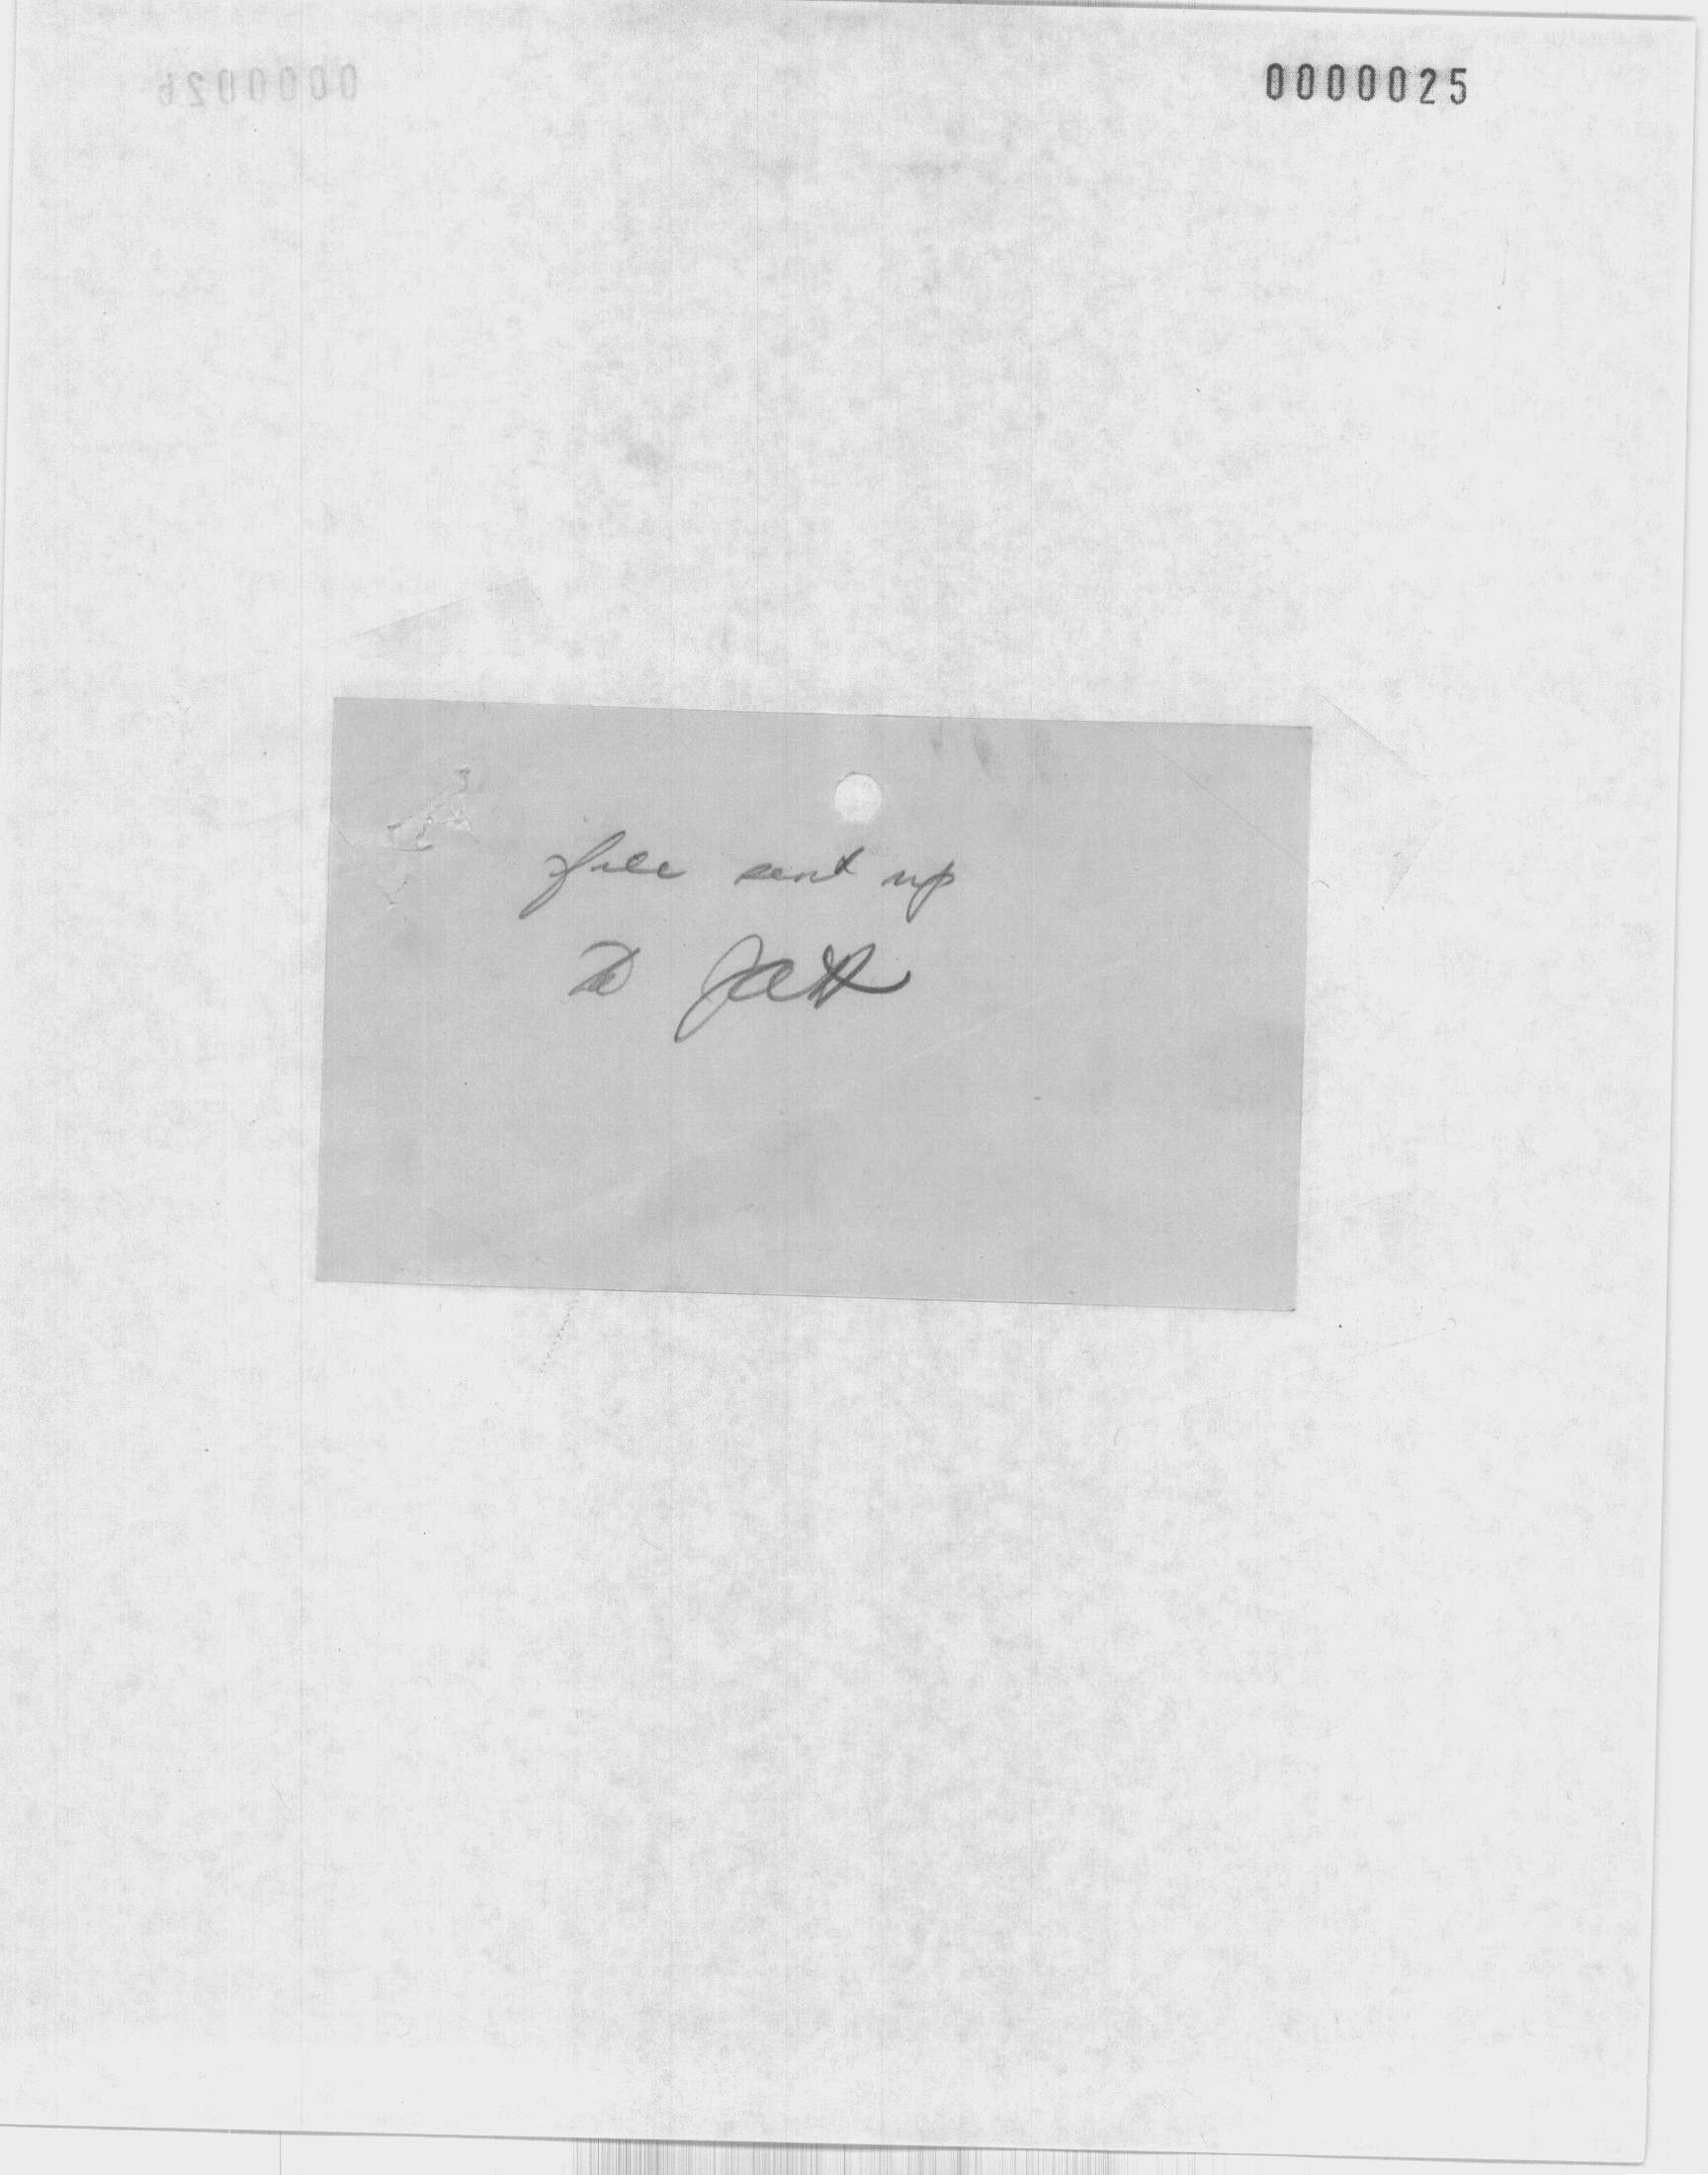 0000025
file sent up
to